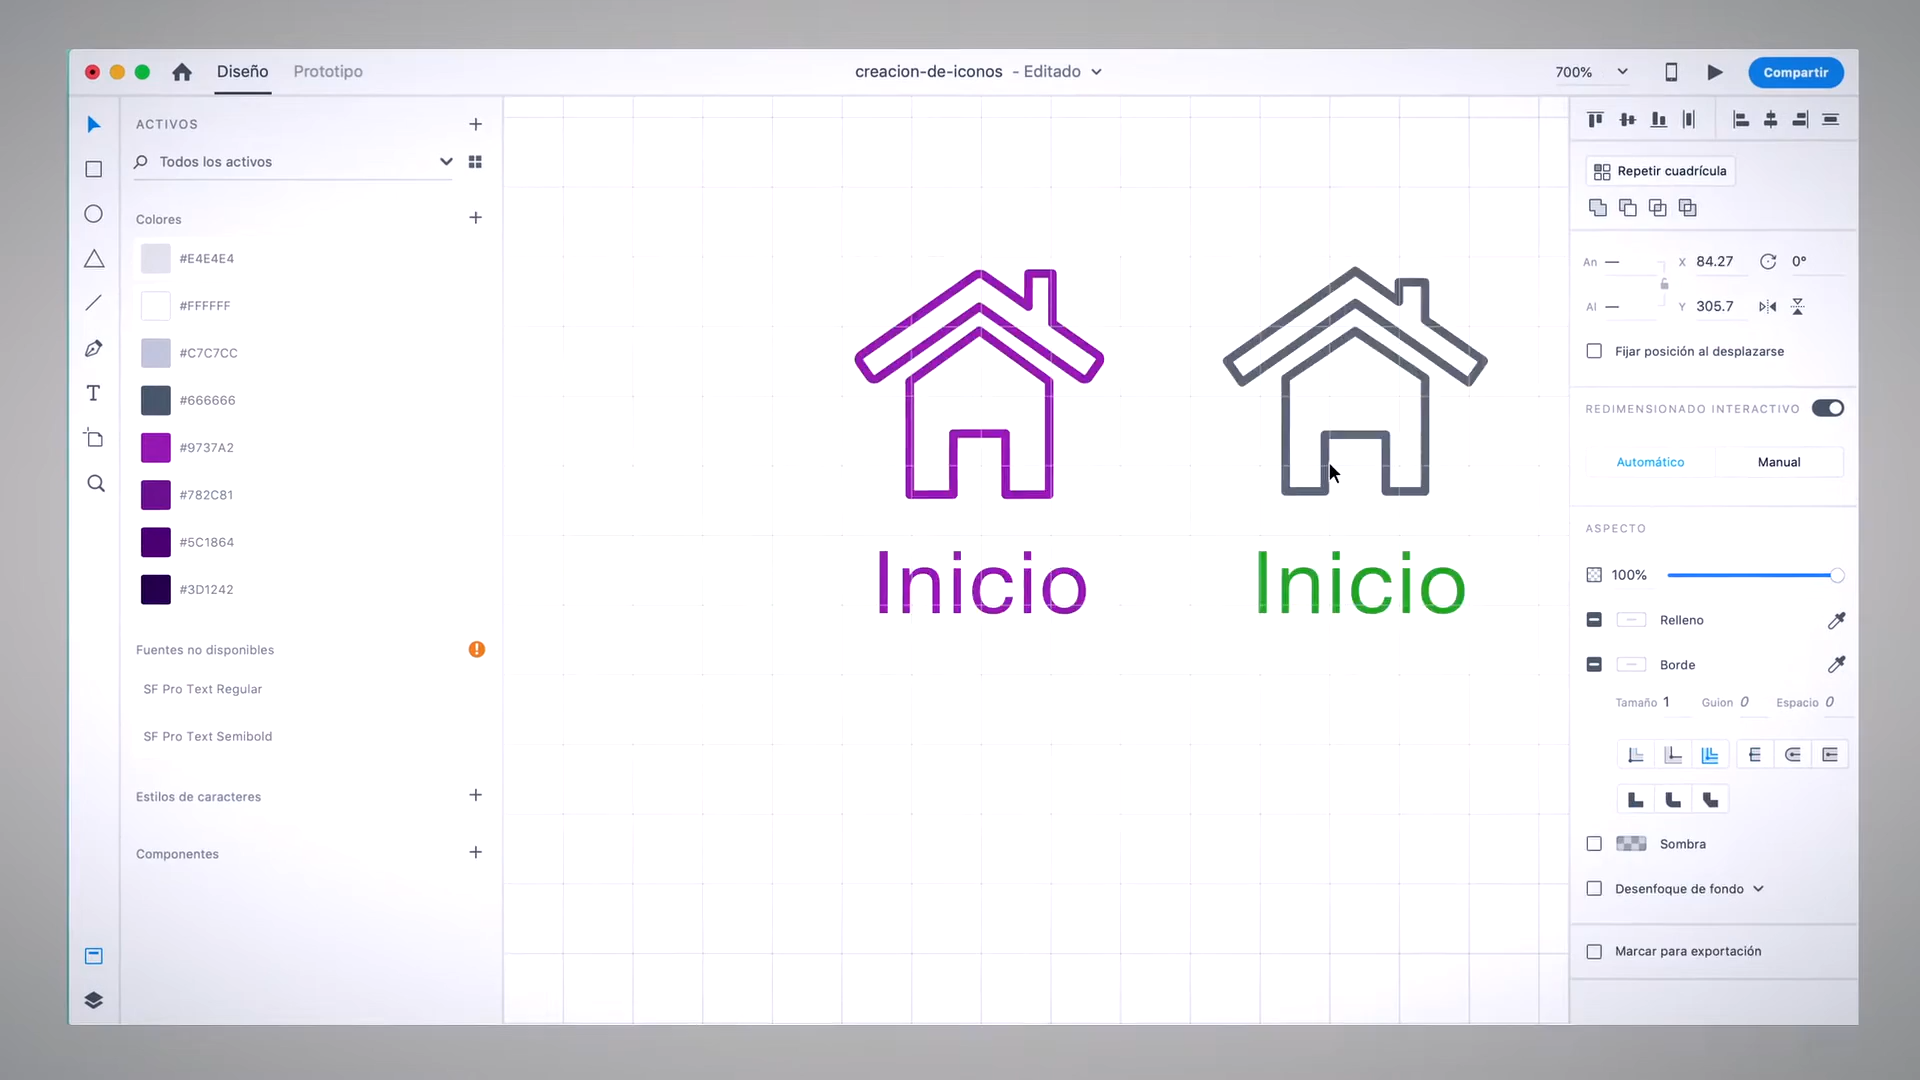 Diseño
Prototipo
creacion-de-iconos - Editado
700%
Compartir
ACTIVOS
Todos los activos
Colores
#E4E4E4
#FFFFFF
#C7C7CC
#666666
#9737A2
#782C81
#5C1864
#3D1242
Fuentes no disponibles
SF Pro Text Regular
SF Pro Text Semibold
Estilos de caracteres
Componentes
Inicio
Inicio
Repetir cuadrícula
An — X 84.27 0°
Al — Y 305.7
Fijar posición al desplazarse
REDIMENSIONADO INTERACTIVO
Automático Manual
ASPECTO
100%
Relleno
Borde
Tamaño 1 Guion 0 Espacio 0
Sombra
Desenfoque de fondo
Marcar para exportación